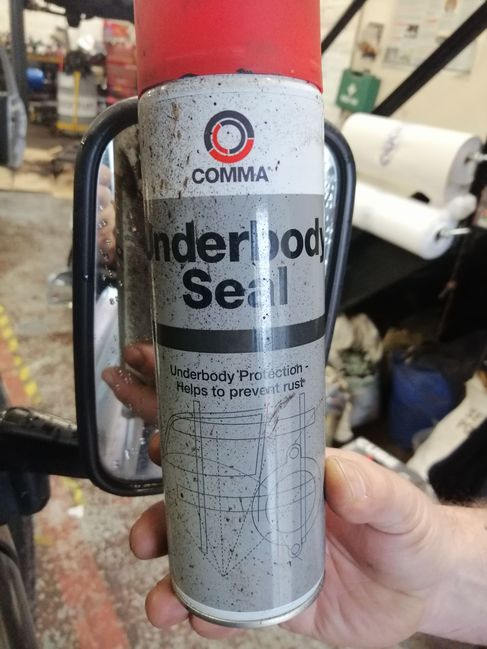 COMMA
Underbody
Seal
Underbody Protection -
Helps to prevent rust